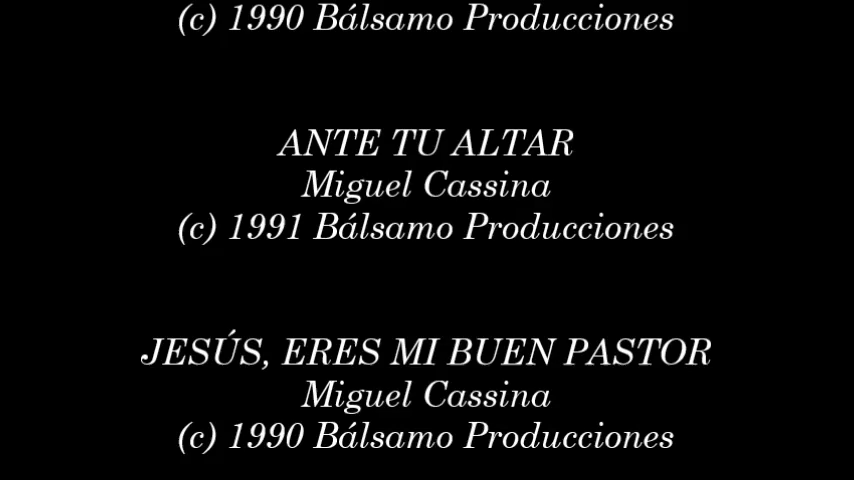 (c) 1990 Bálsamo Producciones
ANTE TU ALTAR
Miguel Cassina
(c) 1991 Bálsamo Producciones
JESÚS, ERES MI BUEN PASTOR
Miguel Cassina
(c) 1990 Bálsamo Producciones